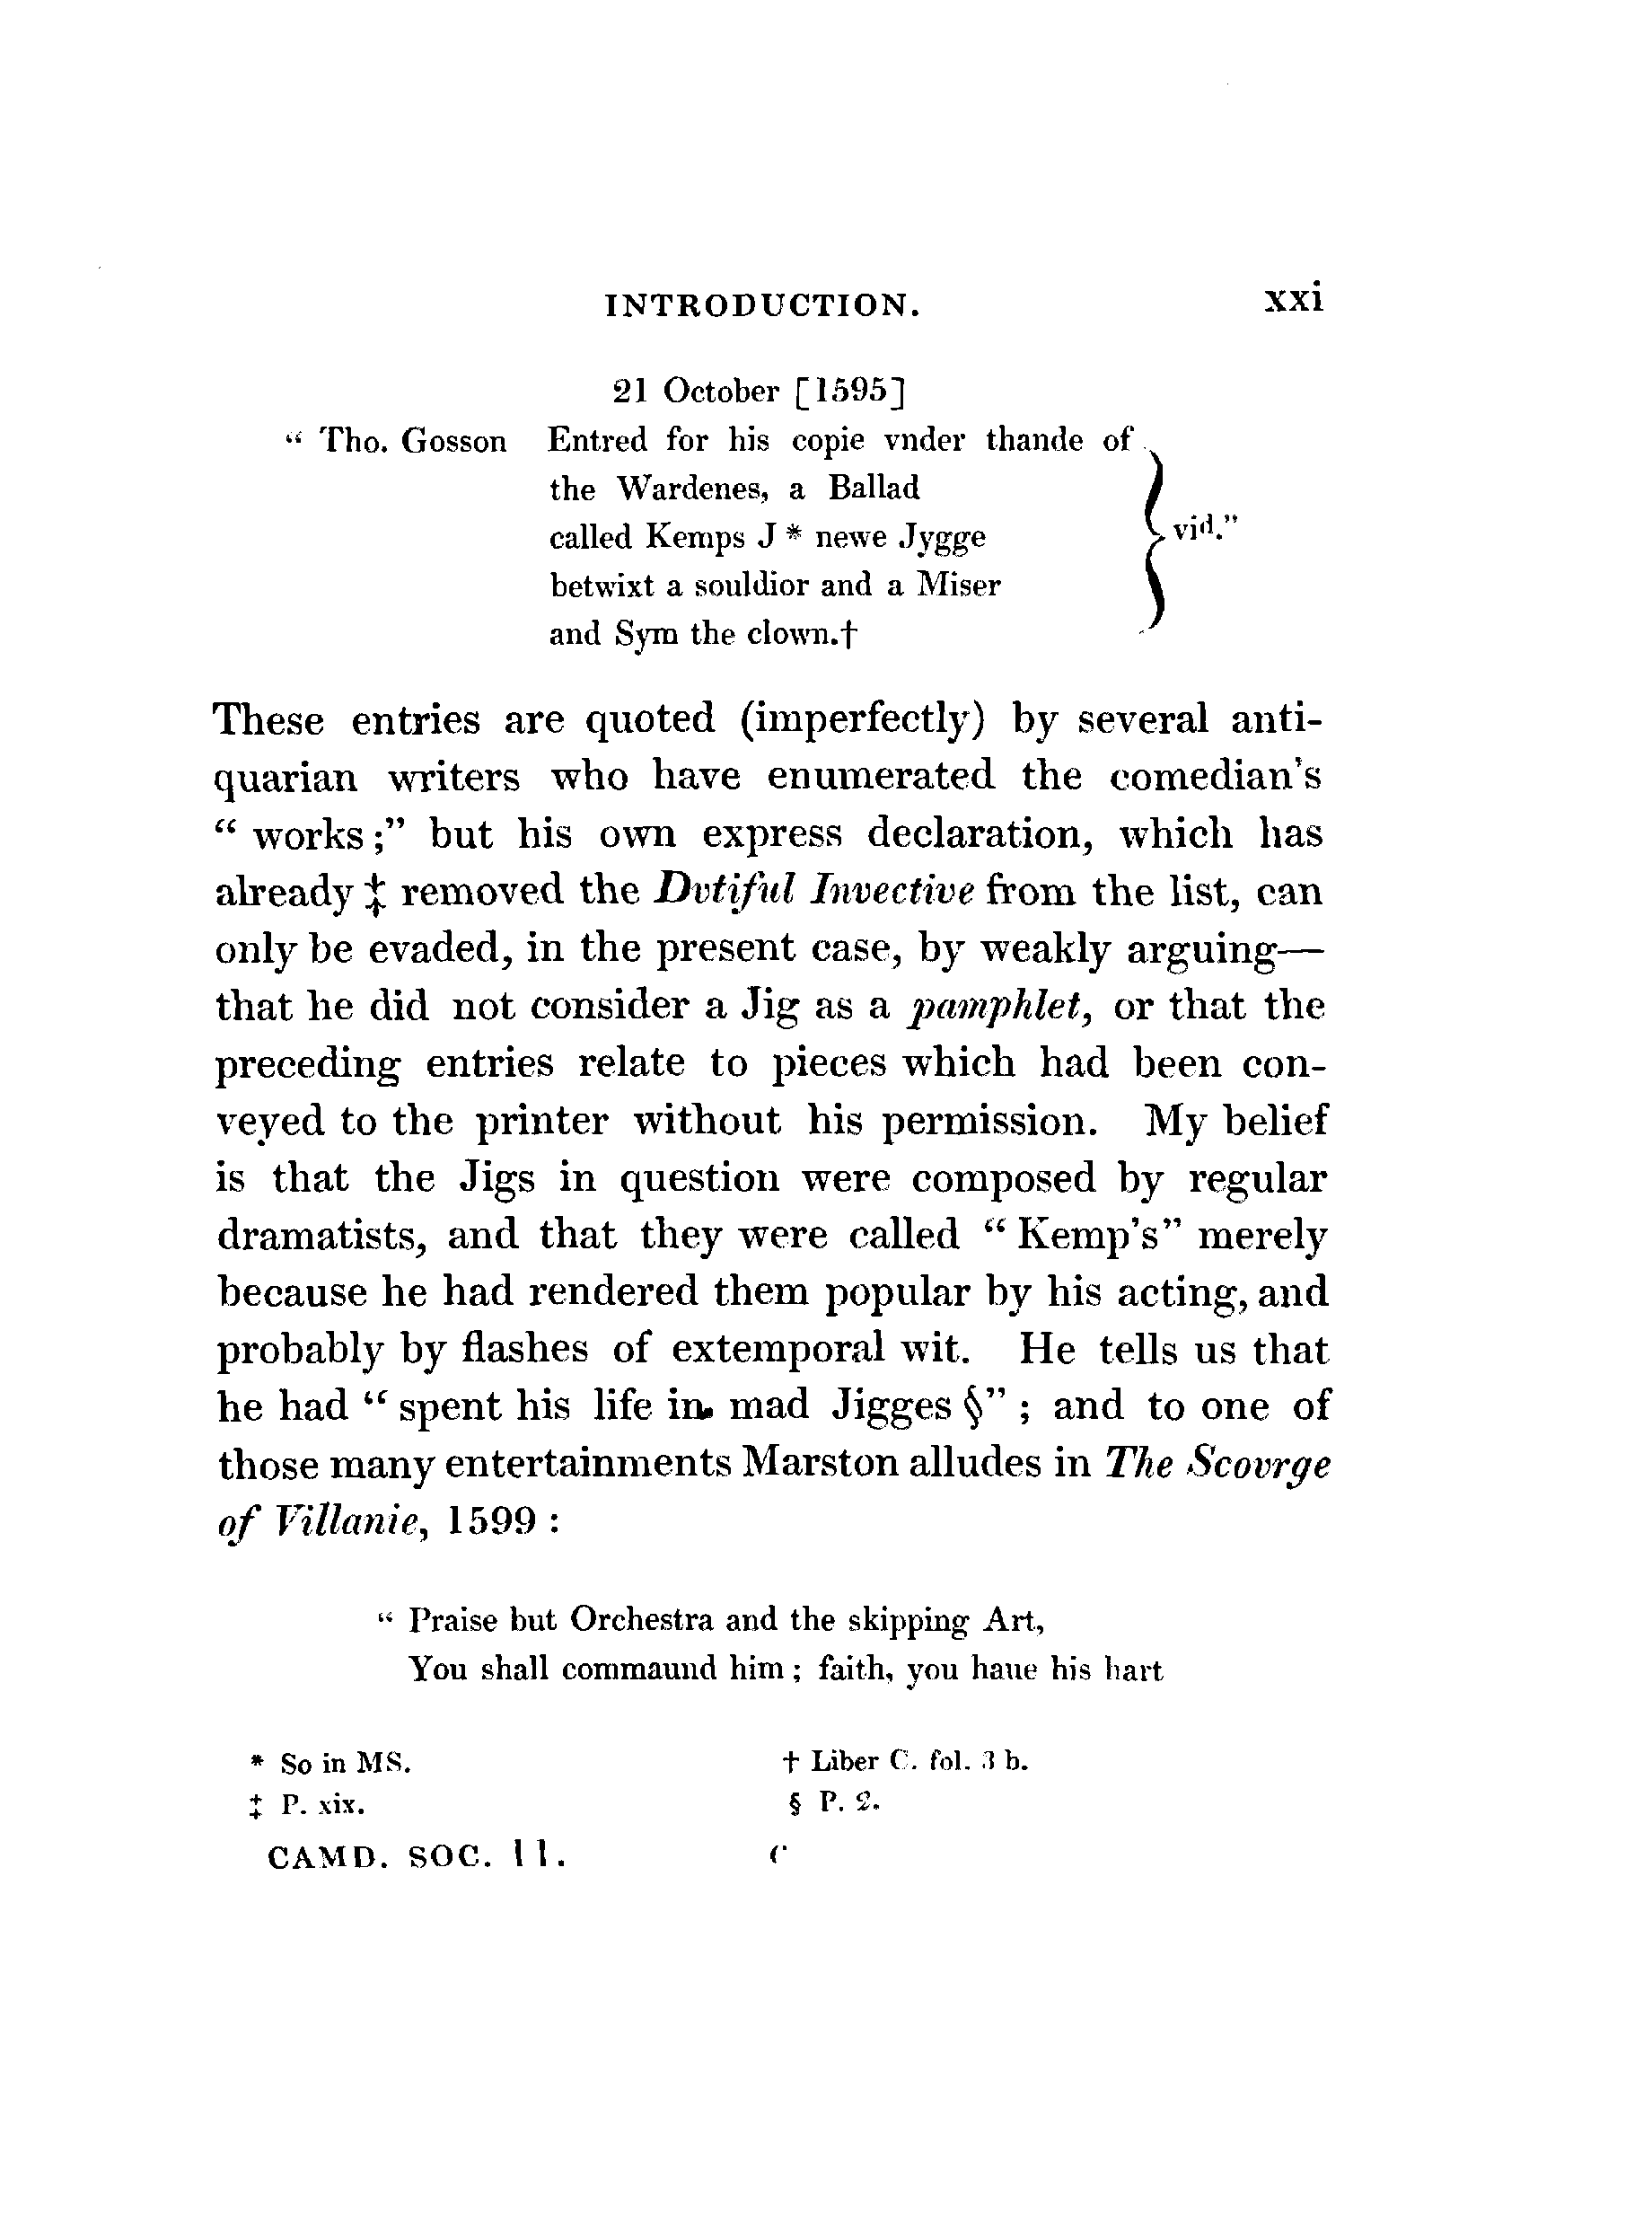 INTRODUCTION. xxi
21 October [1595]
“ Tho. Gosson Entred for his copie vnder thande of
the Wardenes, a Ballad
called Kemps J * newe Jygge
vid.”
betwixt a souldior and a Miser
and Sym the clown.†
These entries are quoted (imperfectly) by several anti-
quarian writers who have enumerated the comedian's
“ works;” but his own express declaration, which has
already ‡ removed the Dvtiful Invective from the list, can
only be evaded, in the present case, by weakly arguing—
that he did not consider a Jig as a pamphlet, or that the
preceding entries relate to pieces which had been con-
veyed to the printer without his permission. My belief
is that the Jigs in question were composed by regular
dramatists, and that they were called “ Kemp's” merely
because he had rendered them popular by his acting, and
probably by flashes of extemporal wit. He tells us that
he had “ spent his life in mad Jigges §” ; and to one of
those many entertainments Marston alludes in The Scovrge
of Villanie, 1599 :
“ Praise but Orchestra and the skipping Art,
You shall commaund him ; faith, you haue his hart
* So in MS. † Liber C. fol. 3 b.
‡ P. xix. § P. 2.
CAMD. SOC. 11. C